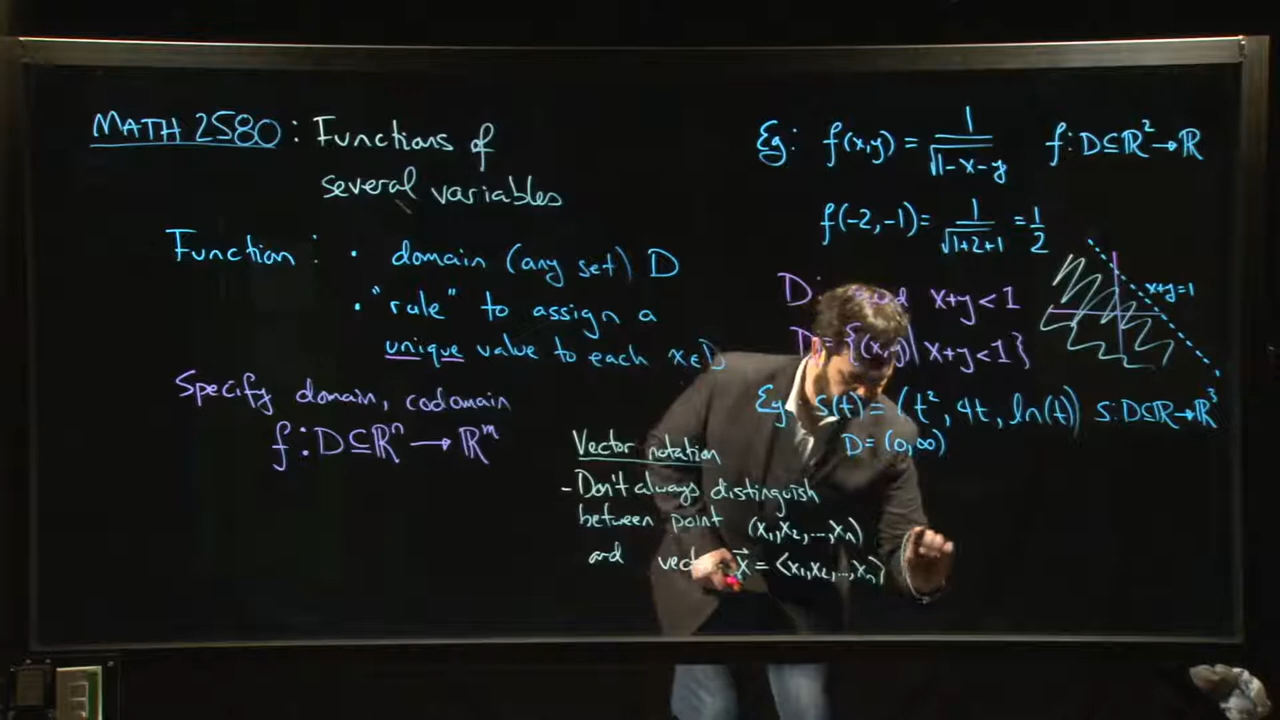 MATH 2580: Functions of
several variables
Function: • domain (any set) D
• "rule" to assign a
unique value to each x∈D
Specify domain, codomain
f: D⊆ℝⁿ → ℝᵐ
Vector notation
- Don't always distinguish
between point (x₁,x₂,...,xₙ)
and vector x⃗ = ⟨x₁,x₂,...,xₙ⟩
Eg: f(x,y) = 1/√(1-x-y) f: D⊆ℝ²→ℝ
f(-2,-1) = 1/√(1+2+1) = 1/2
D: x+y<1
D = {(x,y) | x+y<1}
x+y=1
Eg. s(t) = (t², 4t, ln(t)) s: D⊆ℝ→ℝ³
D = (0,∞)